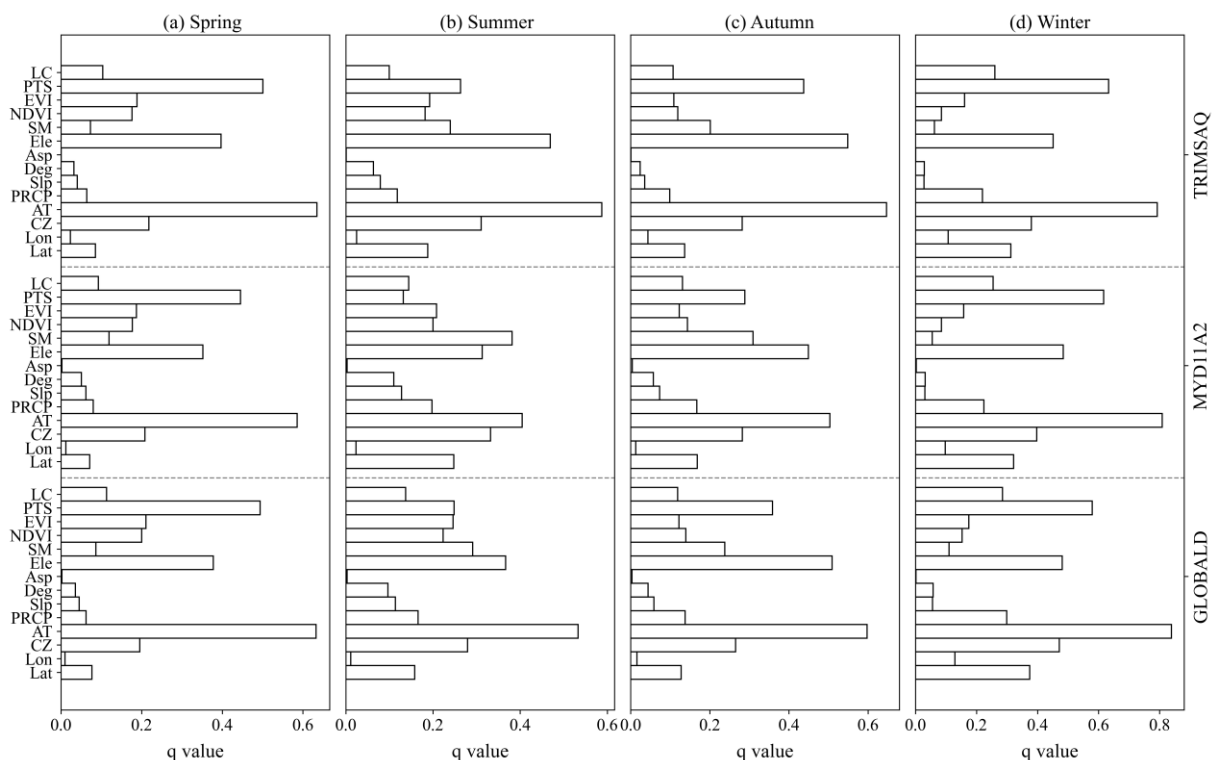 (a) Spring
(b) Summer
(c) Autumn
(d) Winter
LC
PTS
EVI
NDVI
SM
Ele
Asp
Deg
Slp
PRCP
AT
CZ
Lon
Lat
TRIMSAQ
LC
PTS
EVI
NDVI
SM
Ele
Asp
Deg
Slp
PRCP
AT
CZ
Lon
Lat
MYD11A2
LC
PTS
EVI
NDVI
SM
Ele
Asp
Deg
Slp
PRCP
AT
CZ
Lon
Lat
GLOBALD
0.0 0.2 0.4 0.6
0.0 0.2 0.4 0.6
0.0 0.2 0.4 0.6
0.0 0.2 0.4 0.6 0.8
q value
q value
q value
q value